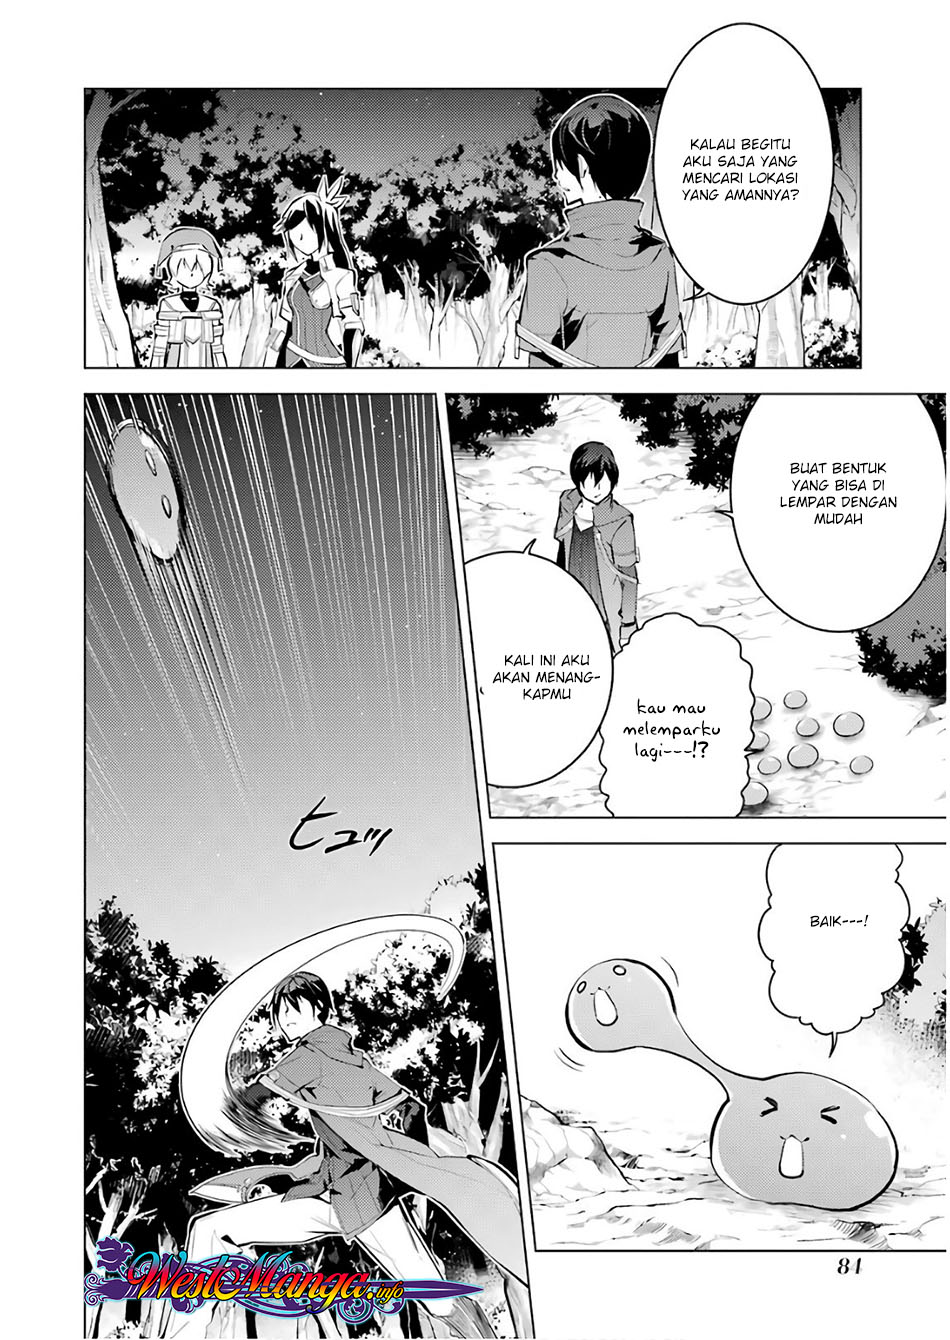 KALAU BEGITU
AKU SAJA YANG
MENCARI LOKASI
YANG AMANNYA?
BUAT BENTUK
YANG BISA DI
LEMPAR DENGAN
MUDAH
KALI INI AKU
AKAN MENANG-
KAPMU
kau mau
melemparku
lagi---!?
BAIK---!
ヒュッ
WestManga.info
84